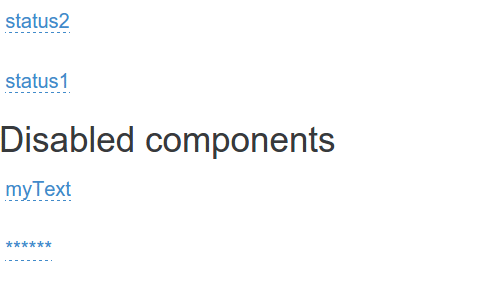 status2
status1
Disabled components
myText
******